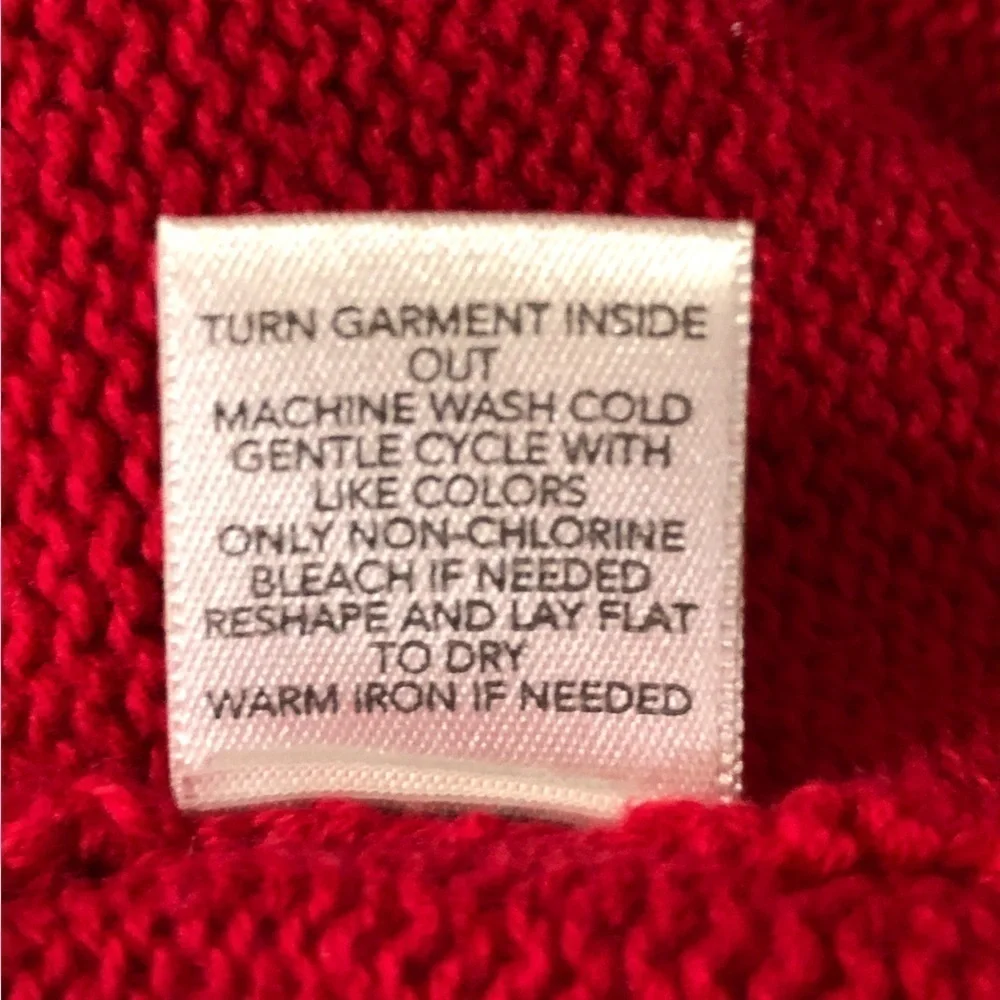 TURN GARMENT INSIDE
OUT
MACHINE WASH COLD
GENTLE CYCLE WITH
LIKE COLORS
ONLY NON-CHLORINE
BLEACH IF NEEDED
RESHAPE AND LAY FLAT
TO DRY
WARM IRON IF NEEDED